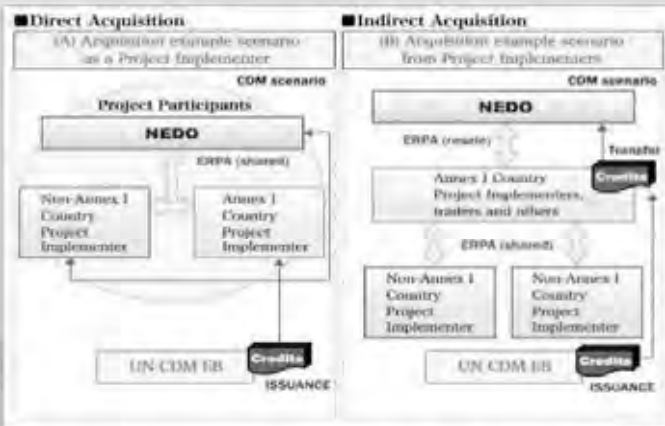 ■Direct Acquisition
(A) Acquisition example scenario
as a Project Implementer
CDM scenario
Project Participants
NEDO
ERPA (shared)
Non-Annex I
Country
Project
Implementer
Annex I
Country
Project
Implementer
UN CDM EB
Credits
ISSUANCE
■Indirect Acquisition
(B) Acquisition example scenario
from Project Implementers
CDM scenario
NEDO
ERPA (resale)
Transfer
Credits
Annex I Country
Project Implementers,
traders and others
ERPA (shared)
Non-Annex I
Country
Project
Implementer
Non-Annex I
Country
Project
Implementer
UN CDM EB
Credits
ISSUANCE